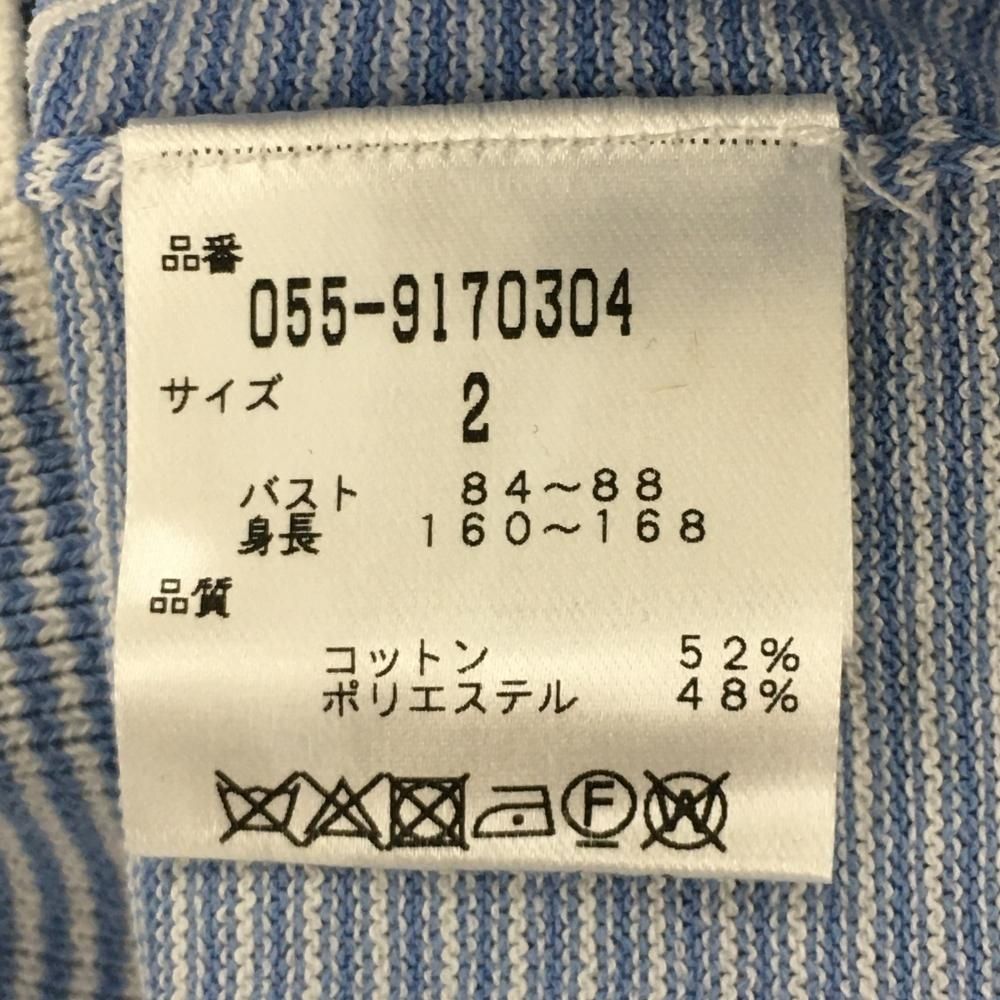 品番
055-9170304
サイズ 2
バスト 84～88
身長 160～168
品質
コットン 52%
ポリエステル 48%
F W